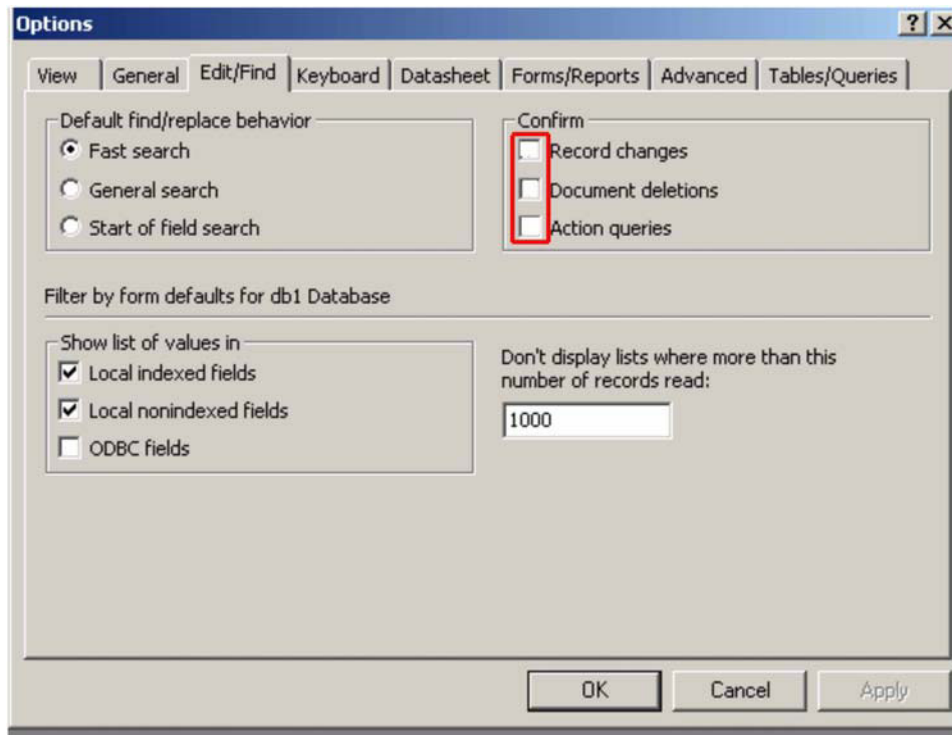 Options
View General Edit/Find Keyboard Datasheet Forms/Reports Advanced Tables/Queries
Default find/replace behavior
Fast search
General search
Start of field search
Confirm
Record changes
Document deletions
Action queries
Filter by form defaults for db1 Database
Show list of values in
Local indexed fields
Local nonindexed fields
ODBC fields
Don't display lists where more than this
number of records read:
1000
OK Cancel Apply